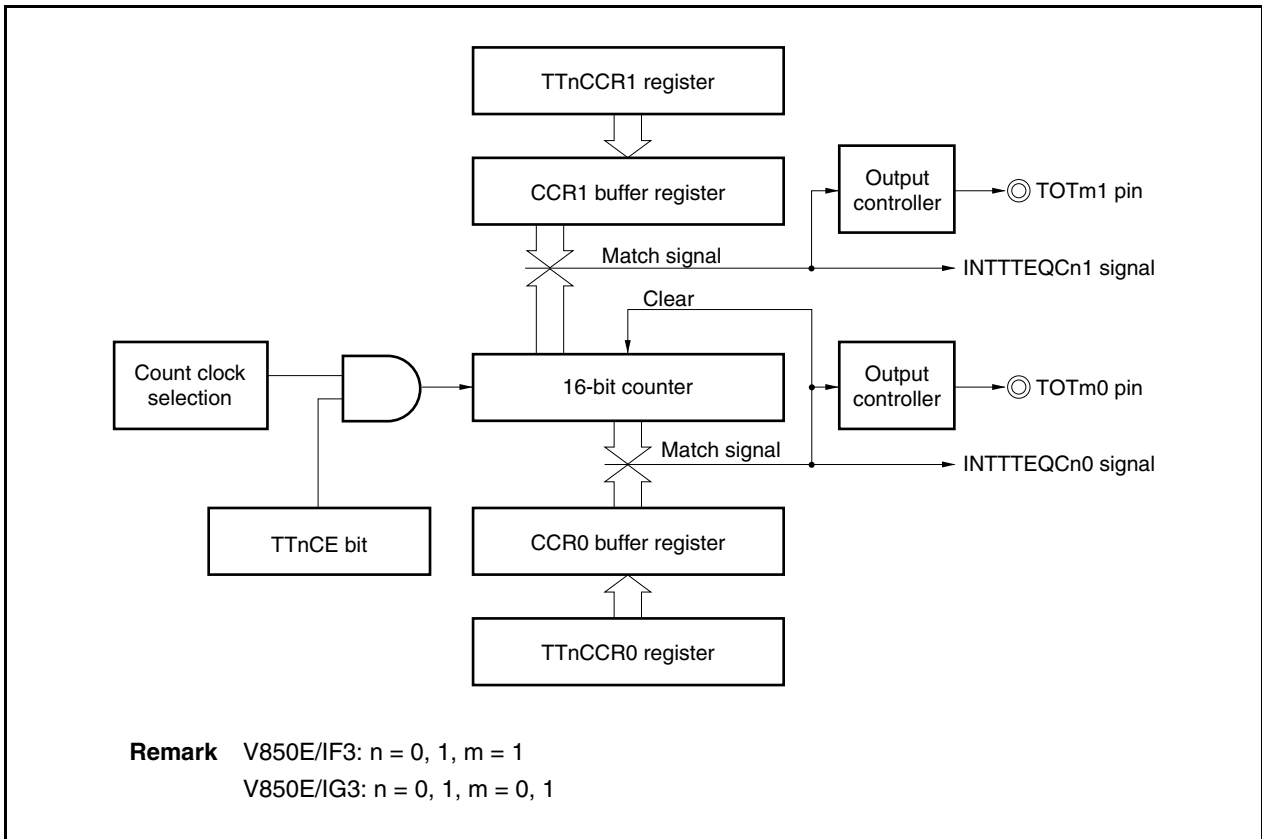 TTnCCR1 register
CCR1 buffer register
Output
controller
TOTm1 pin
Match signal
INTTTEQCn1 signal
Clear
Count clock
selection
16-bit counter
Output
controller
TOTm0 pin
Match signal
INTTTEQCn0 signal
TTnCE bit
CCR0 buffer register
TTnCCR0 register
Remark V850E/IF3: n = 0, 1, m = 1
V850E/IG3: n = 0, 1, m = 0, 1